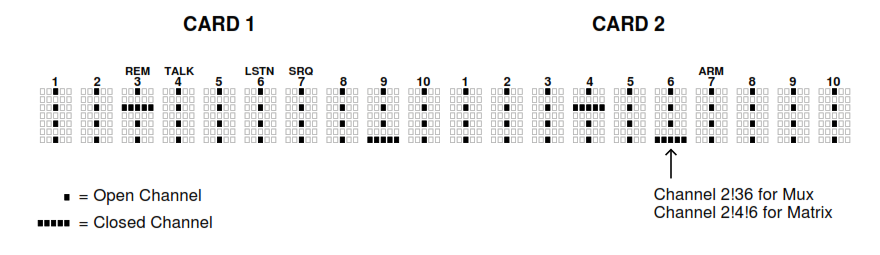 CARD 1 CARD 2
REM TALK LSTN SRQ ARM
1 2 3 4 5 6 7 8 9 10 1 2 3 4 5 6 7 8 9 10
= Open Channel
= Closed Channel
Channel 2!36 for Mux
Channel 2!4!6 for Matrix